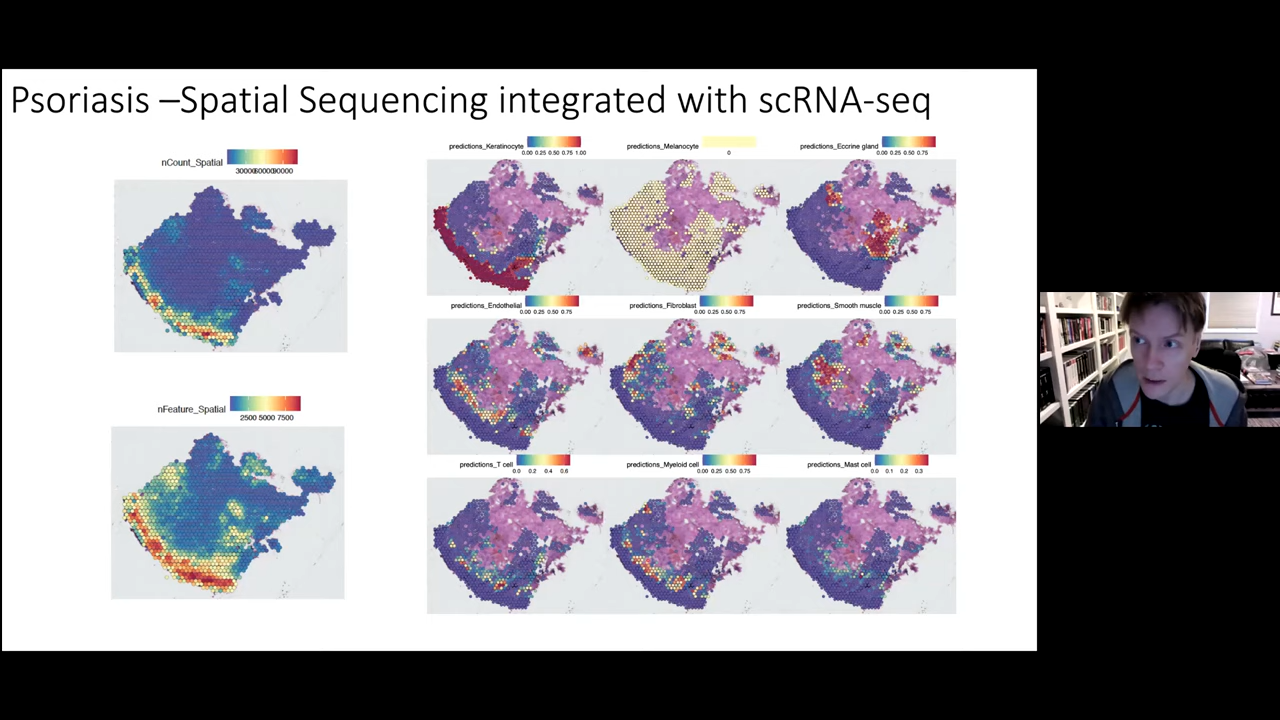 Psoriasis –Spatial Sequencing integrated with scRNA-seq
nCount_Spatial
300006000090000
nFeature_Spatial
2500 5000 7500
predictions_Keratinocyte
0.00 0.25 0.50 0.75 1.00
predictions_Melanocyte
0
predictions_Eccrine gland
0.00 0.25 0.50 0.75
predictions_Endothelial
0.00 0.25 0.50 0.75
predictions_Fibroblast
0.00 0.25 0.50 0.75
predictions_Smooth muscle
0.00 0.25 0.50 0.75
predictions_T cell
0.0 0.2 0.4 0.6
predictions_Myeloid cell
0.00 0.25 0.50 0.75
predictions_Mast cell
0.0 0.1 0.2 0.3